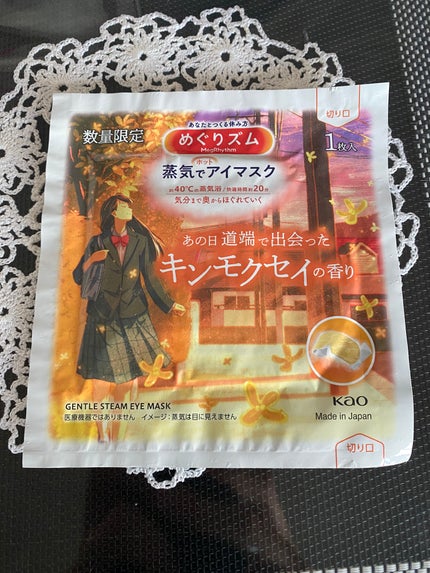 切り口
あなたとつくる休み方
数量限定
めぐりズム
MegRhythm
1枚入
ホット
蒸気でアイマスク
約40℃の蒸気浴/快適時間約20分
気分まで奥からほぐれていく
あの日 道端で出会った
キンモクセイの香り
GENTLE STEAM EYE MASK
医療機器ではありません イメージ:蒸気は目に見えません
Kao
Made in Japan
切り口